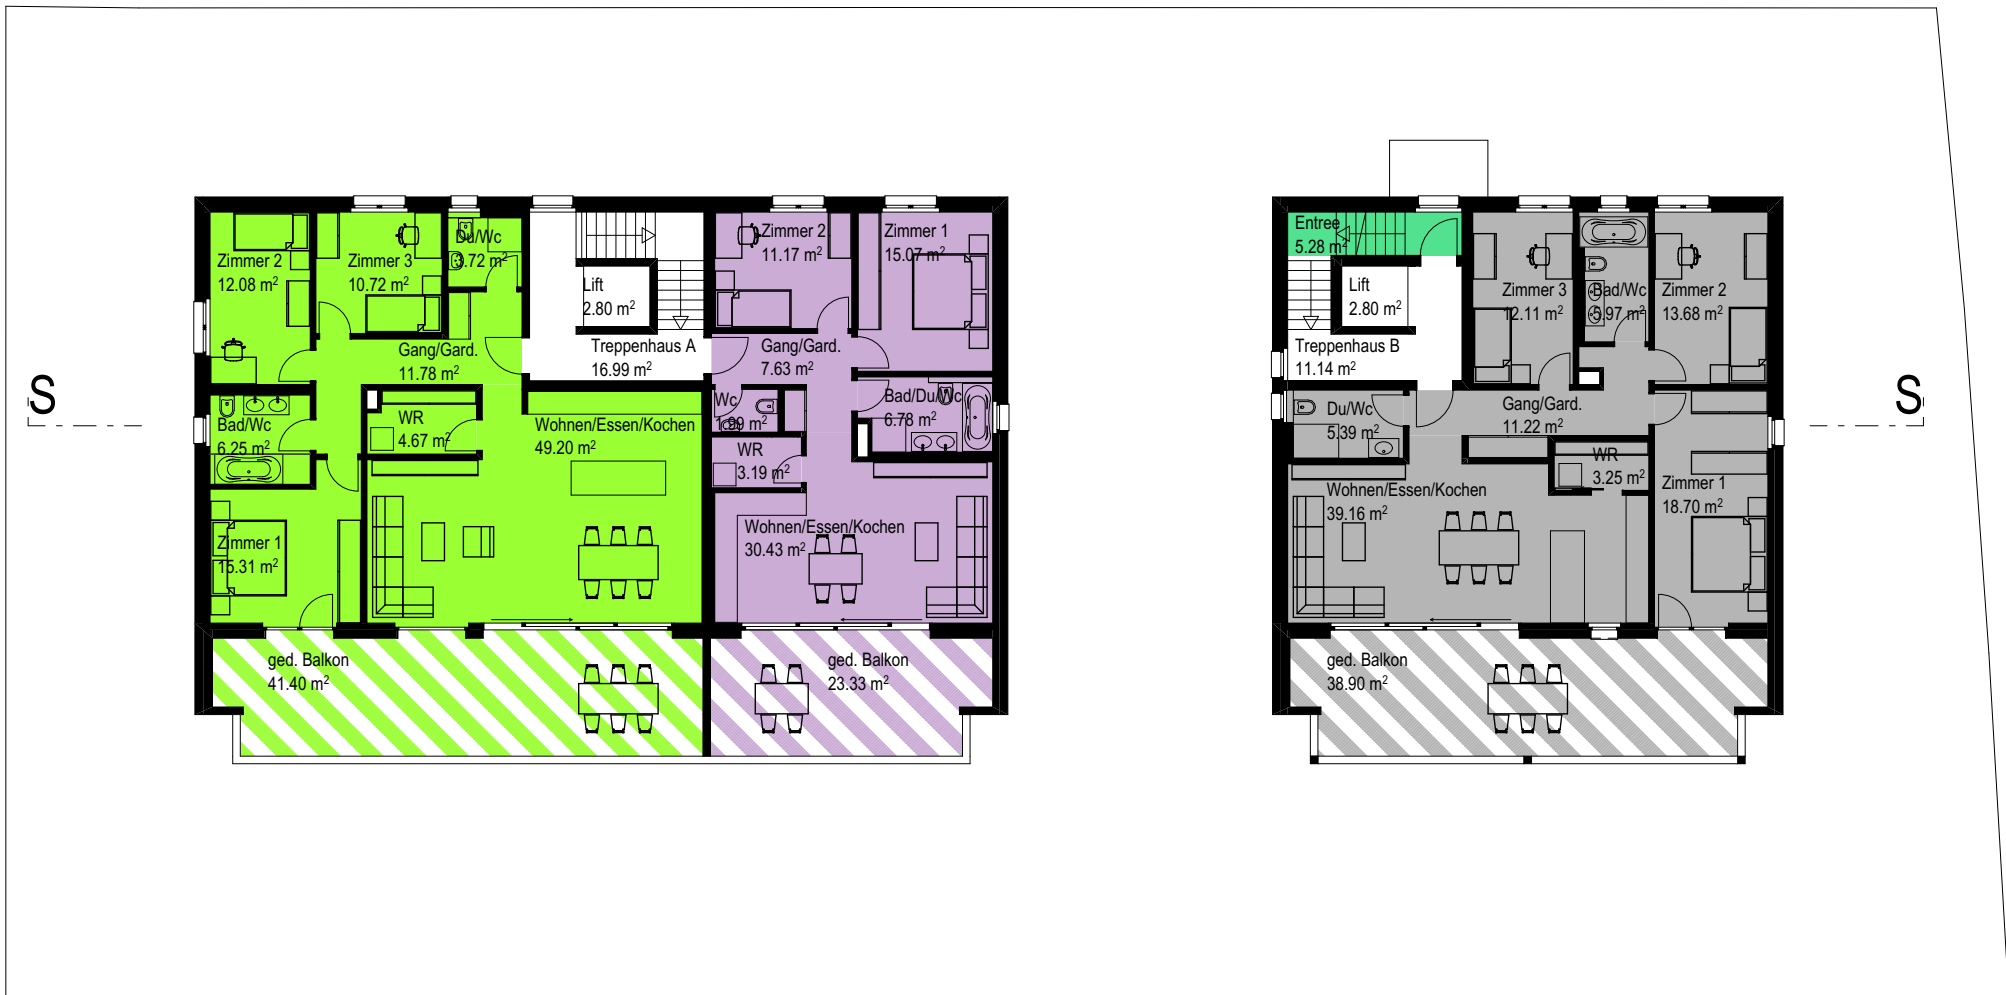 Zimmer 2
12.08 m²
Zimmer 3
10.72 m²
Du/Wc
3.72 m²
Gang/Gard.
11.78 m²
Bad/Wc
6.25 m²
WR
4.67 m²
Wohnen/Essen/Kochen
49.20 m²
Zimmer 1
15.31 m²
ged. Balkon
41.40 m²
Lift
2.80 m²
Treppenhaus A
16.99 m²
Zimmer 2
11.17 m²
Zimmer 1
15.07 m²
Gang/Gard.
7.63 m²
Wc
1.99 m²
Bad/Du/Wc
6.78 m²
WR
3.19 m²
Wohnen/Essen/Kochen
30.43 m²
ged. Balkon
23.33 m²
Entree
5.28 m²
Lift
2.80 m²
Treppenhaus B
11.14 m²
Zimmer 3
12.11 m²
Bad/Wc
5.97 m²
Zimmer 2
13.68 m²
Du/Wc
5.39 m²
Gang/Gard.
11.22 m²
WR
3.25 m²
Wohnen/Essen/Kochen
39.16 m²
Zimmer 1
18.70 m²
ged. Balkon
38.90 m²
S
S